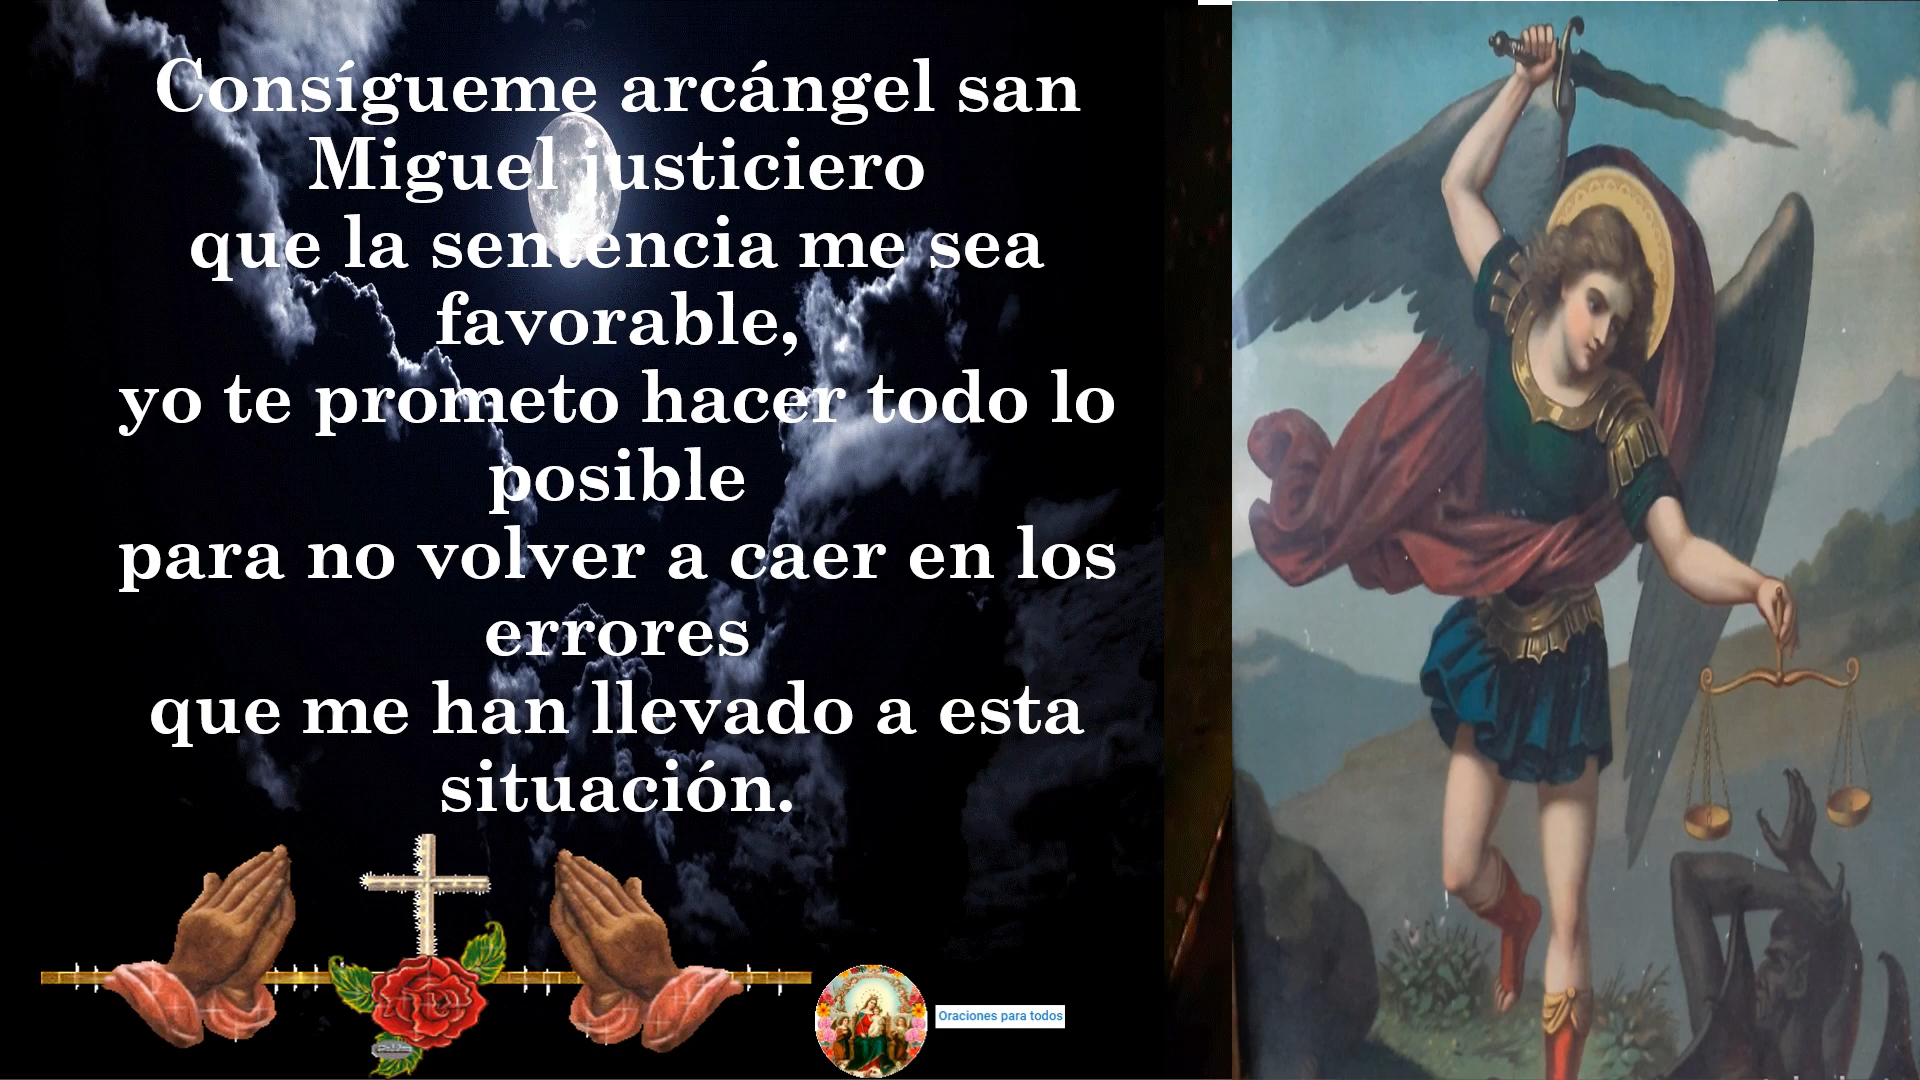 Consígueme arcángel san
Miguel justiciero
que la sentencia me sea
favorable,
yo te prometo hacer todo lo
posible
para no volver a caer en los
errores
que me han llevado a esta
situación.
Oraciones para todos